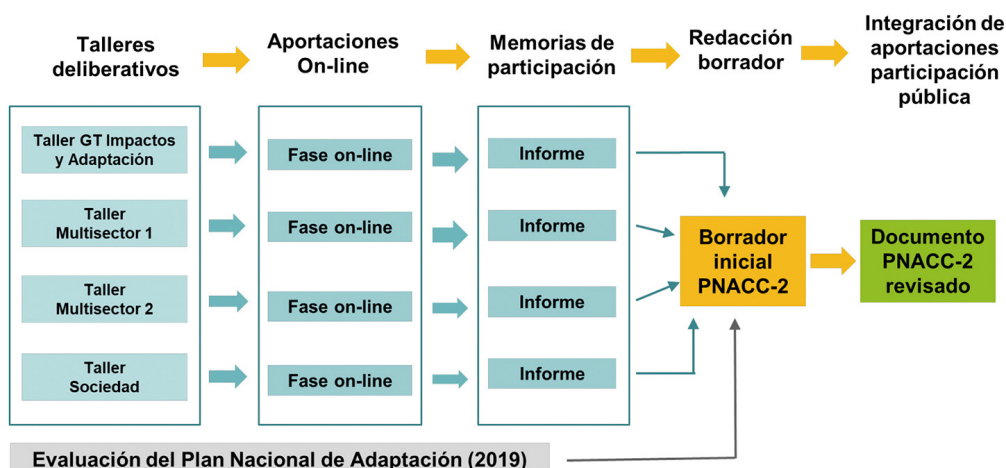 Talleres
deliberativos
Aportaciones
On-line
Memorias de
participación
Redacción
borrador
Integración de
aportaciones
participación
pública
Taller GT Impactos
y Adaptación
Fase on-line
Informe
Taller
Multisector 1
Fase on-line
Informe
Taller
Multisector 2
Fase on-line
Informe
Taller
Sociedad
Fase on-line
Informe
Borrador
inicial
PNACC-2
Documento
PNACC-2
revisado
Evaluación del Plan Nacional de Adaptación (2019)